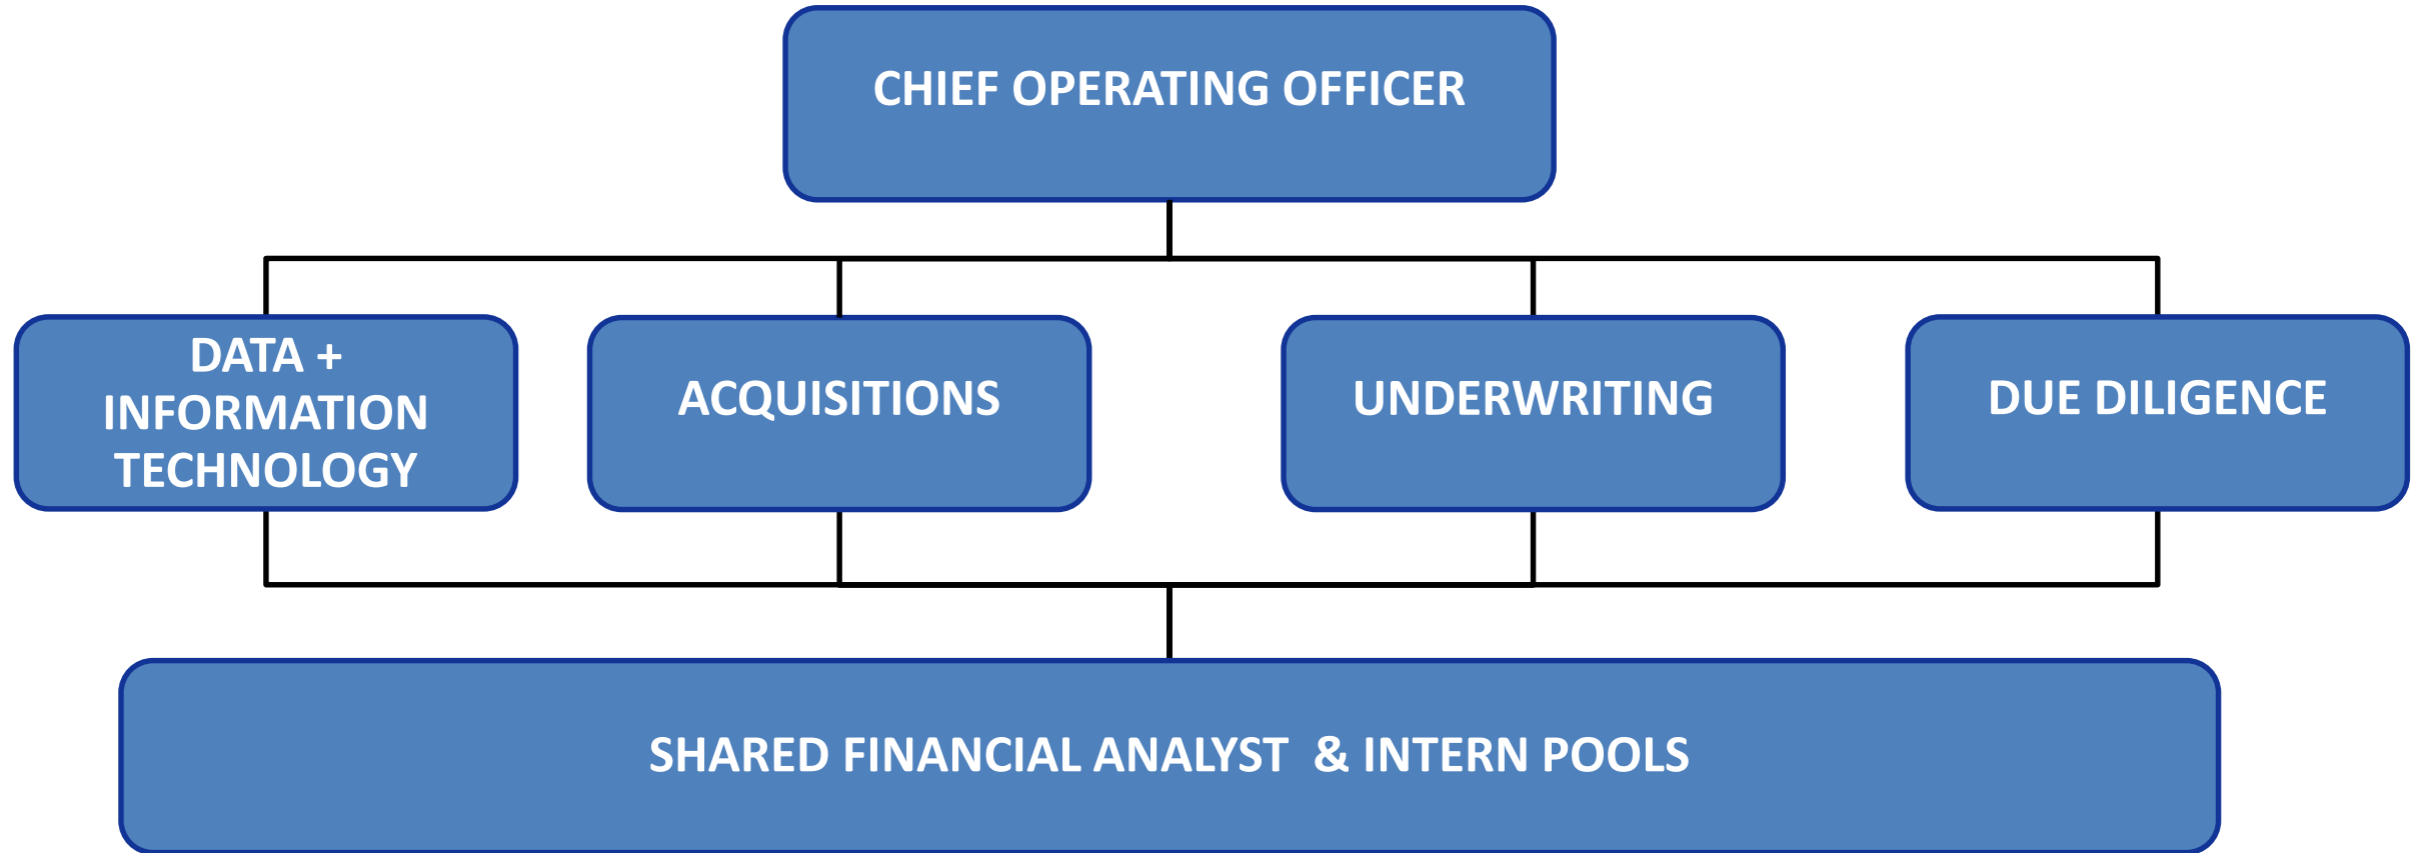 CHIEF OPERATING OFFICER
DATA +
INFORMATION
TECHNOLOGY
ACQUISITIONS
UNDERWRITING
DUE DILIGENCE
SHARED FINANCIAL ANALYST  & INTERN POOLS